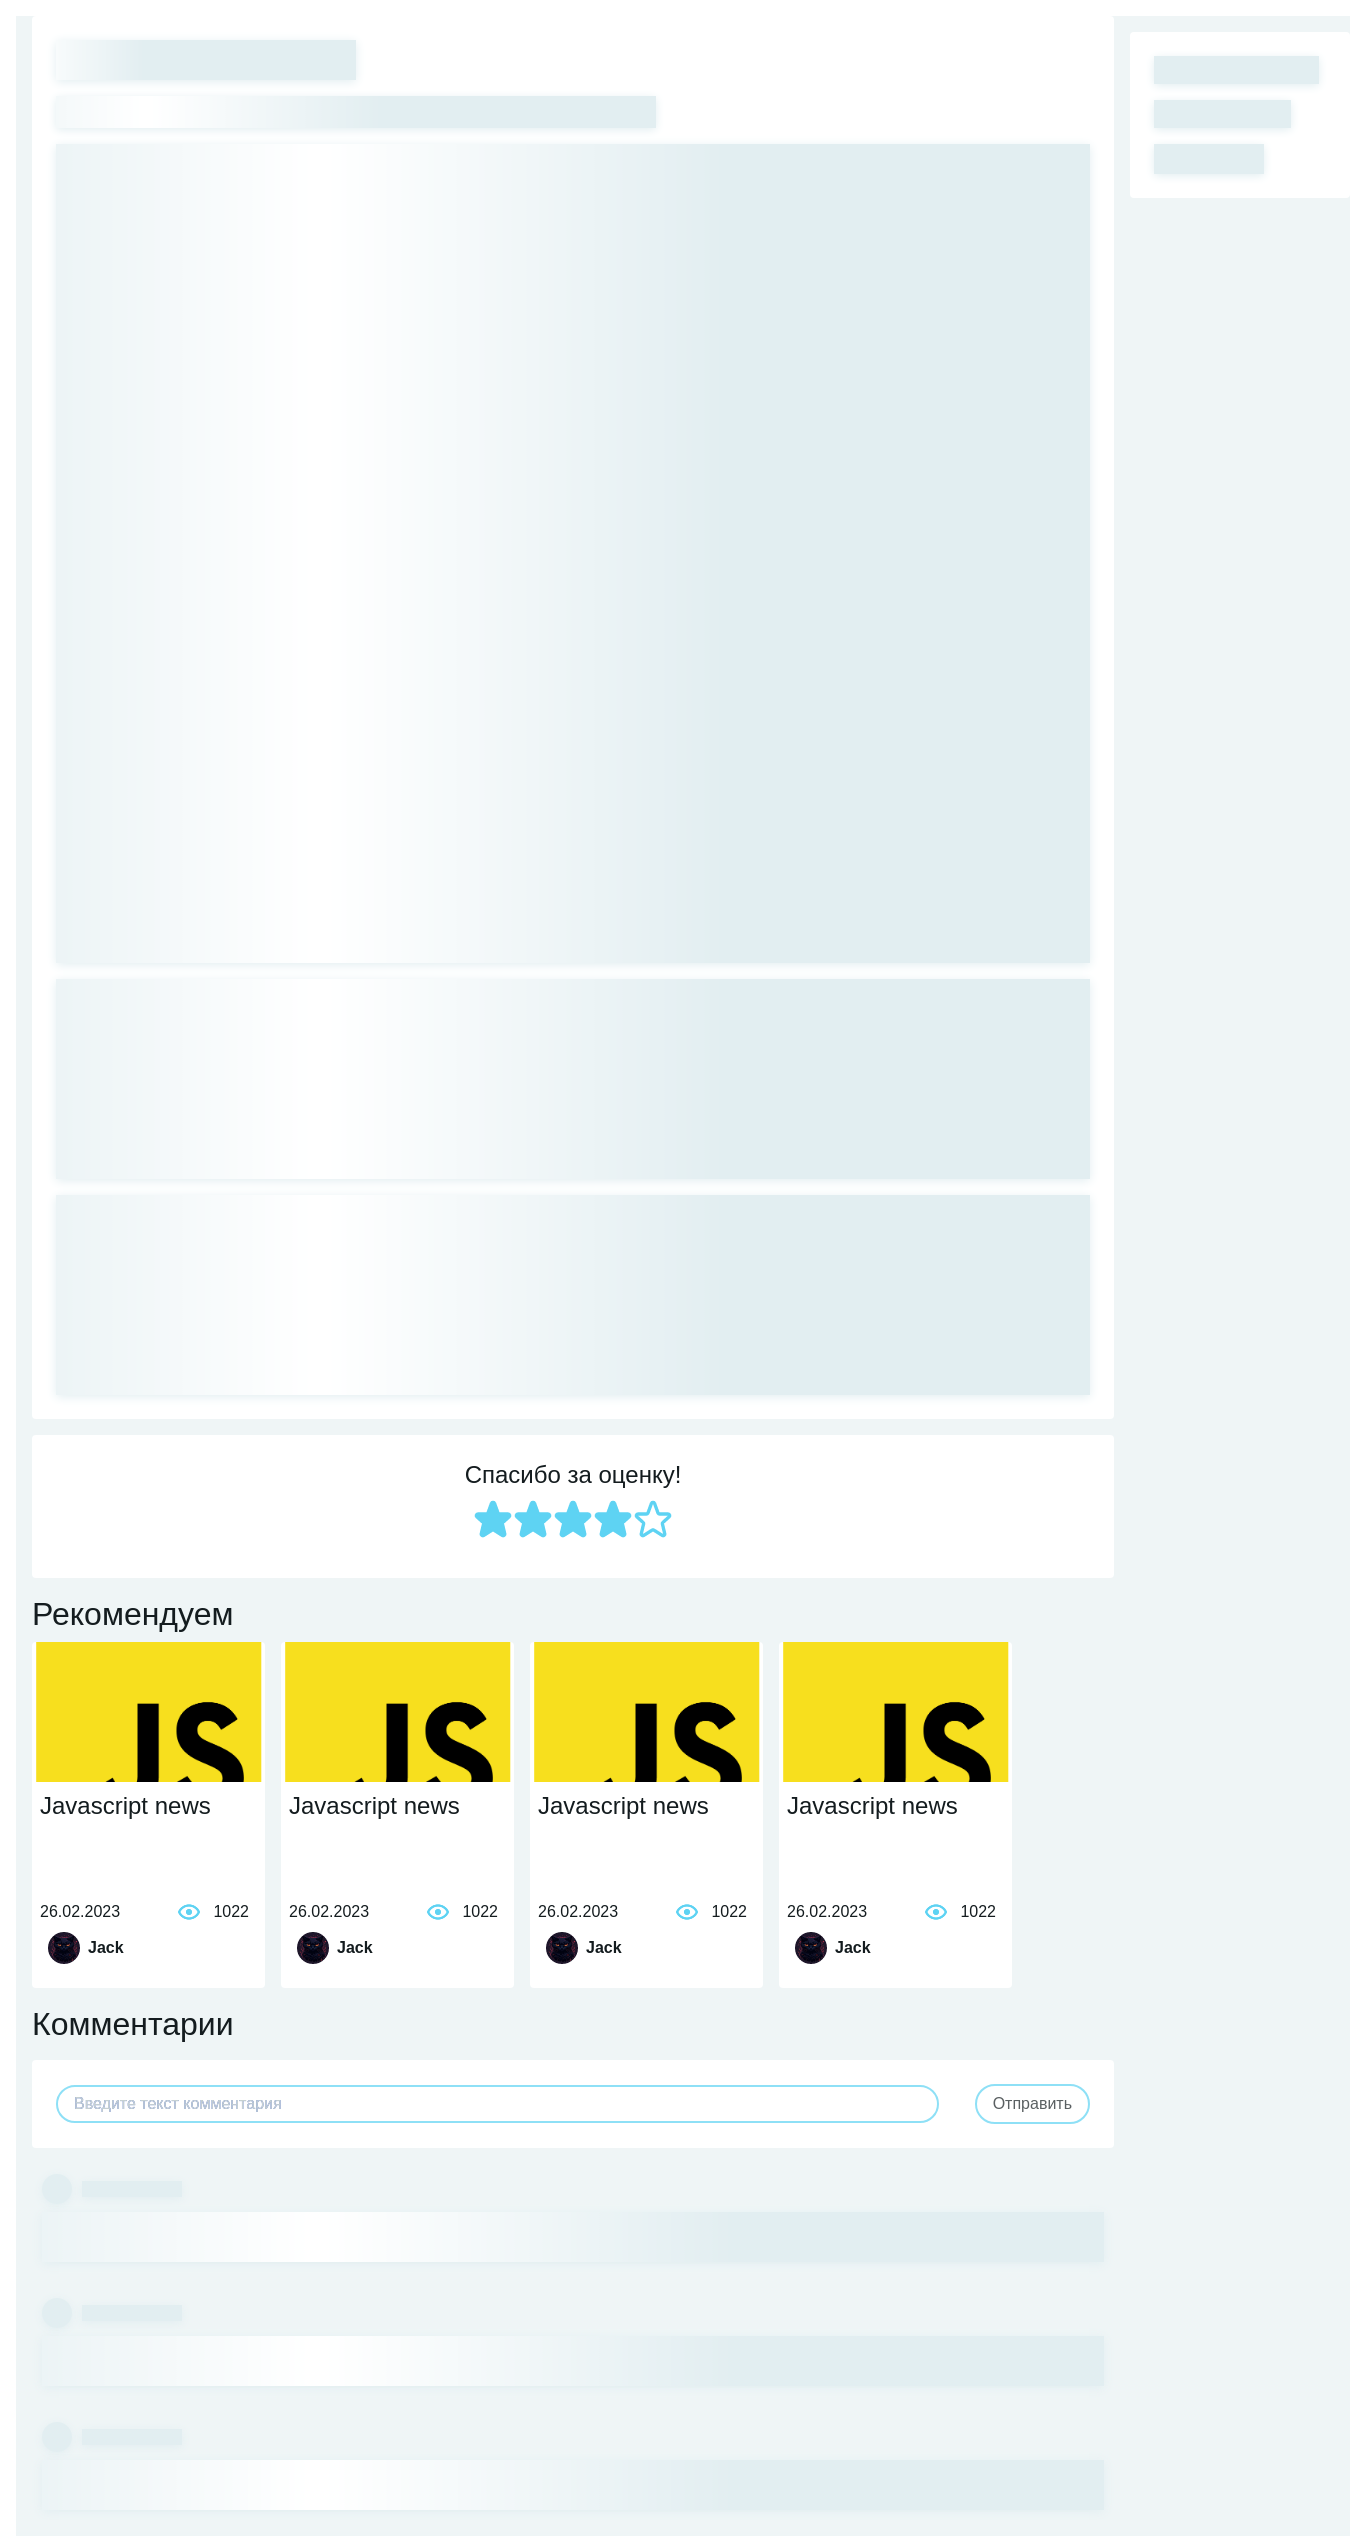 Спасибо за оценку!
Рекомендуем
JS JS JS JS
Javascript news Javascript news Javascript news Javascript news
26.02.2023 1022 26.02.2023 1022 26.02.2023 1022 26.02.2023 1022
Jack Jack Jack Jack
Комментарии
Введите текст комментария Отправить